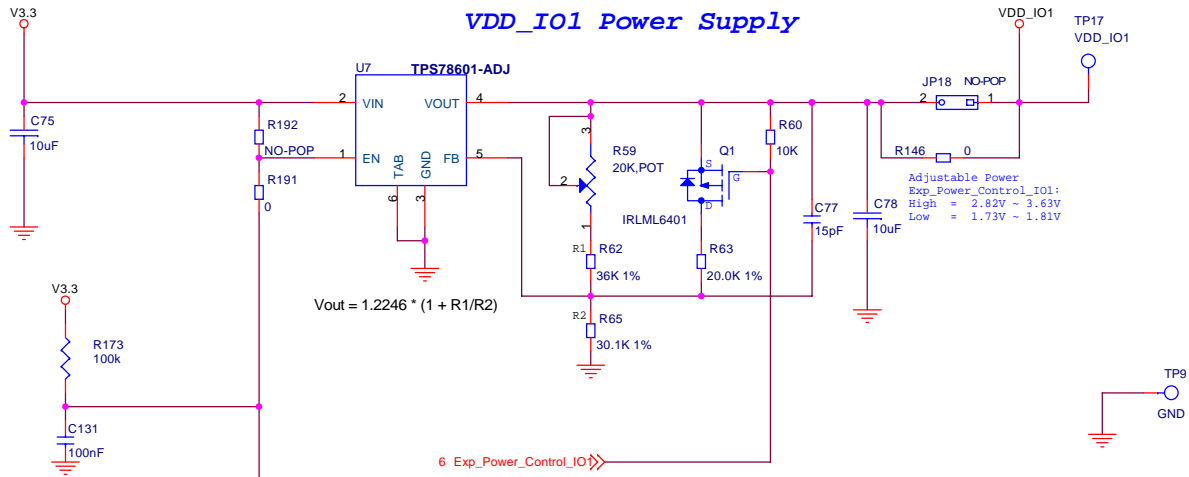 VDD_IO1 Power Supply
V3.3
VDD_IO1
TP17
VDD_IO1
U7
TPS78601-ADJ
JP18
NO-POP
2
VIN
VOUT
4
2
1
C75
10uF
R192
NO-POP
1
EN
FB
5
TAB
GND
6
3
R191
0
3
R59
20K,POT
2
1
Q1
S
G
D
IRLML6401
R60
10K
R146
0
Adjustable Power
Exp_Power_Control_IO1:
High = 2.82V ~ 3.63V
Low = 1.73V ~ 1.81V
C77
15pF
C78
10uF
R1
R62
36K 1%
R63
20.0K 1%
V3.3
Vout = 1.2246 * (1 + R1/R2)
R2
R65
30.1K 1%
R173
100k
TP9
GND
C131
100nF
6 Exp_Power_Control_IO1